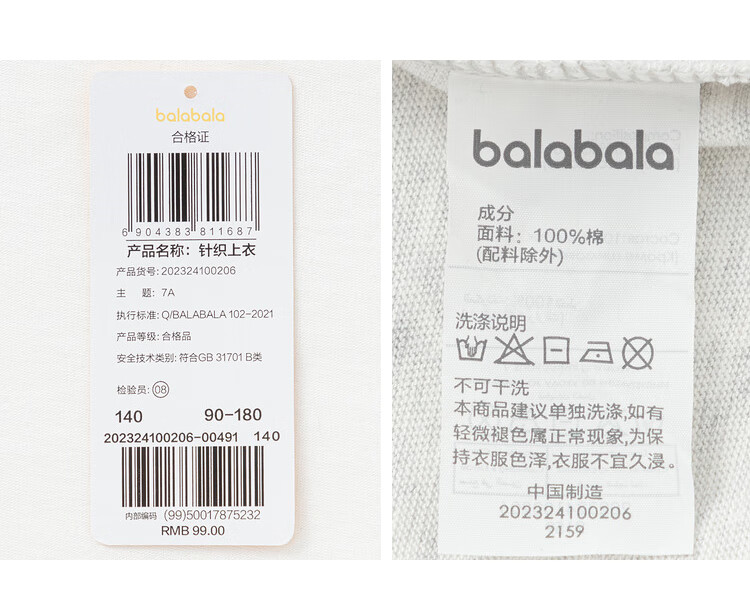 balabala
合格证
6 904383 811687
产品名称：针织上衣
产品货号：202324100206
主 题：7A
执行标准：Q/BALABALA 102-2021
产品等级：合格品
安全技术类别：符合GB 31701 B类
检验员：08
140 90-180
202324100206-00491 140
内部编码 (99)50017875232
RMB 99.00
balabala
成分
面料：100%棉
(配料除外)
洗涤说明
不可干洗
本商品建议单独洗涤,如有
轻微褪色属正常现象,为保
持衣服色泽,衣服不宜久浸。
中国制造
202324100206
2159